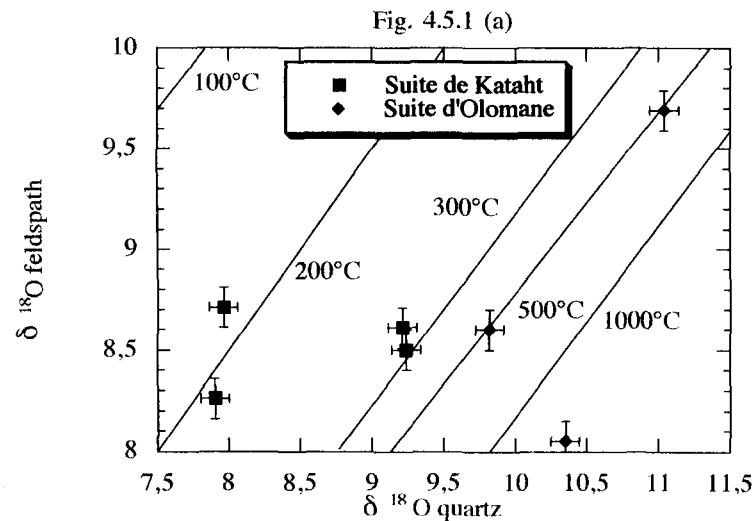 Fig. 4.5.1 (a)
10
100°C
Suite de Kataht
Suite d'Olomane
9,5
300°C
9
200°C
500°C
1000°C
8,5
8
7,5 8 8,5 9 9,5 10 10,5 11 11,5
δ ¹⁸O feldspath
δ ¹⁸O quartz